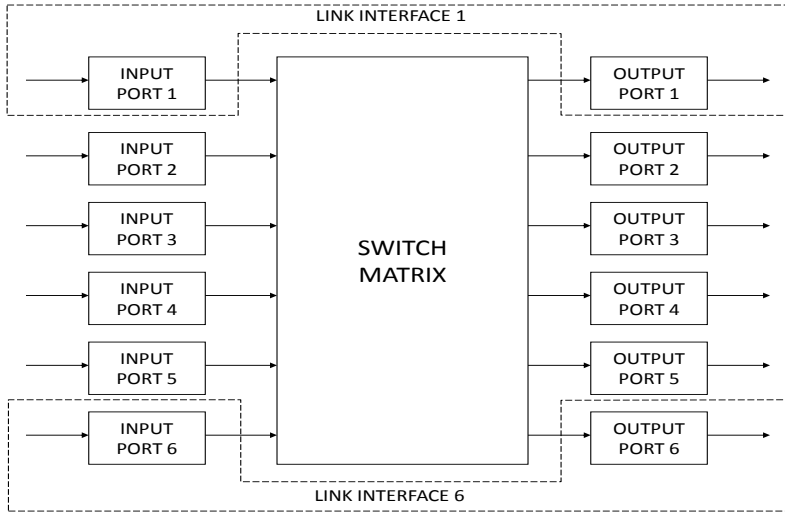 LINK INTERFACE 1
INPUT
PORT 1
OUTPUT
PORT 1
INPUT
PORT 2
OUTPUT
PORT 2
INPUT
PORT 3
OUTPUT
PORT 3
SWITCH
MATRIX
INPUT
PORT 4
OUTPUT
PORT 4
INPUT
PORT 5
OUTPUT
PORT 5
INPUT
PORT 6
OUTPUT
PORT 6
LINK INTERFACE 6